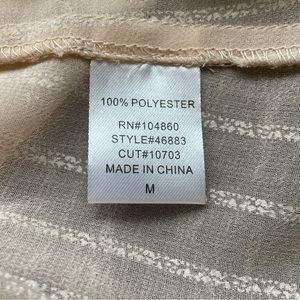 100% POLYESTER
RN#104860
STYLE#46883
CUT#10703
MADE IN CHINA
M